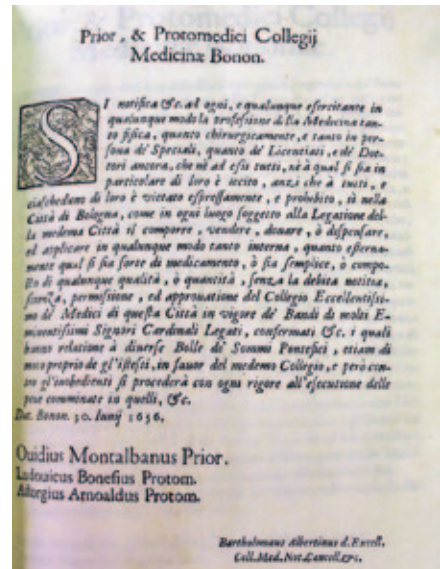 Prior, & Protomedici Collegij
Medicinæ Bonon.
SI notifica &c. ad ogni, e qualunque esercitante in
qualunque modo la professione della Medicina tan-
to fisica, quanto chirurgicamente, e tanto in per-
sona de' Speciali, quanto de' Licentiati, e de' Dot-
tori ancora, che nè ad essi tutti, nè à qual si sia in
particolare di loro è lecito, anzi che à tutti, e
ciascheduno di loro è vietato espressamente, e prohibito, sì nella
Città di Bologna, come in ogni luogo soggetto alla Legatione del-
la medema Città il comporre, vendere, donare, ò dispensare,
ed applicare in qualunque modo tanto interna, quanto esterna-
mente qual si sia sorte di medicamento, ò sia semplice, ò compo-
sto di qualunque qualità, ò quantità, senza la debita notitia,
scienza, permissione, ed approuatione del Collegio Eccellentissi-
mo de' Medici di questa Città in vigore de' Bandi di molti E-
minentissimi Signori Cardinali Legati, confermati &c. i quali
hanno relatione à diuerse Bolle de' Sommi Pontefici, etiam di
moto proprio de gl'istessi, in fauor del medemo Collegio, e però con-
tro gl'inobedienti si procederà con ogni rigore all'esecutione delle
pene comminate in quelli, &c.
Dat. Bonon. 30. Iunij 1656.
Ouidius Montalbanus Prior.
Ludouicus Bonesius Protom.
Arnoaldus Protom.
Bartholomæus Albertinus d. Excell.
Coll. Med. Not. Cancell.